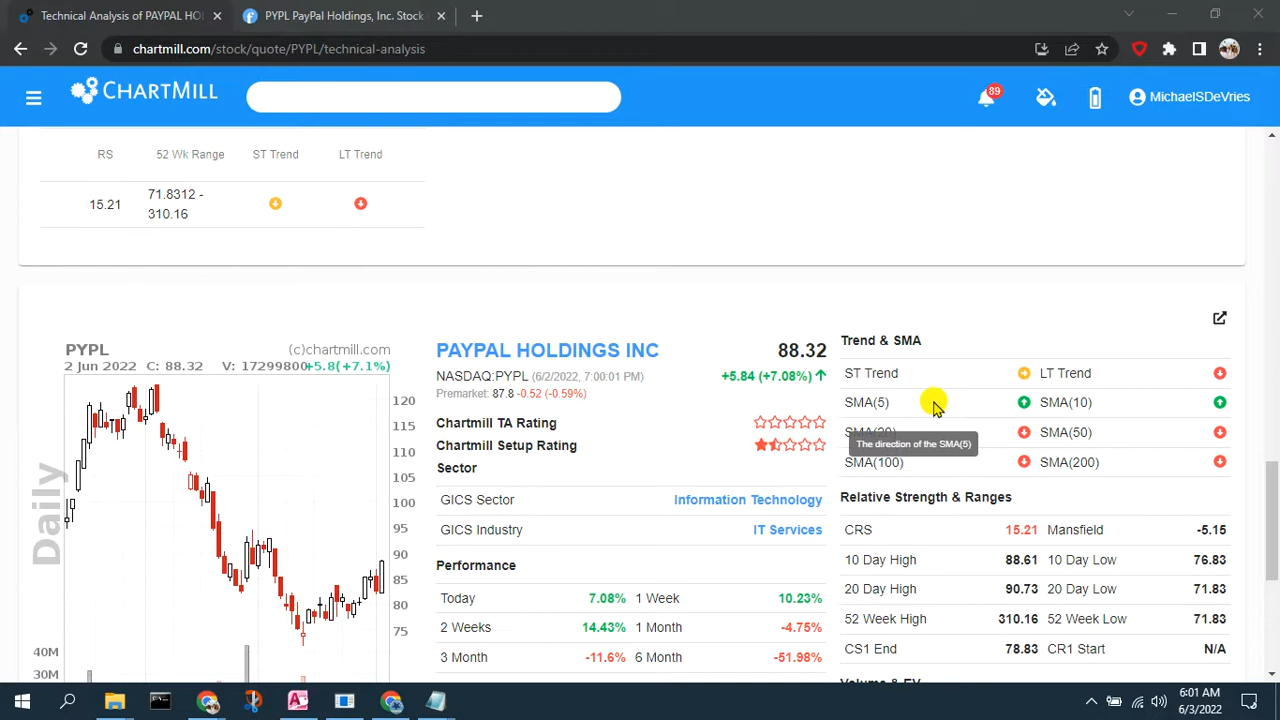 Technical Analysis of PAYPAL HOL
PYPL PayPal Holdings, Inc. Stock
chartmill.com/stock/quote/PYPL/technical-analysis
CHARTMILL
89
MichaelSDeVries
RS 52 Wk Range ST Trend LT Trend
15.21 71.8312 - 310.16
PYPL (c)chartmill.com
2 Jun 2022 C: 88.32 V: 17299800 +5.8(+7.1%)
Daily
120
115
110
105
100
95
90
85
80
75
40M
30M
PAYPAL HOLDINGS INC 88.32
NASDAQ:PYPL (6/2/2022, 7:00:01 PM) +5.84 (+7.08%)
Premarket: 87.8 -0.52 (-0.59%)
Chartmill TA Rating
Chartmill Setup Rating
Sector
GICS Sector Information Technology
GICS Industry IT Services
Performance
Today 7.08% 1 Week 10.23%
2 Weeks 14.43% 1 Month -4.75%
3 Month -11.6% 6 Month -51.98%
Trend & SMA
ST Trend LT Trend
SMA(5) SMA(10)
SMA(20) SMA(50)
The direction of the SMA(5)
SMA(100) SMA(200)
Relative Strength & Ranges
CRS 15.21 Mansfield -5.15
10 Day High 88.61 10 Day Low 76.83
20 Day High 90.73 20 Day Low 71.83
52 Week High 310.16 52 Week Low 71.83
CS1 End 78.83 CR1 Start N/A
Volume & EV
6:01 AM
6/3/2022